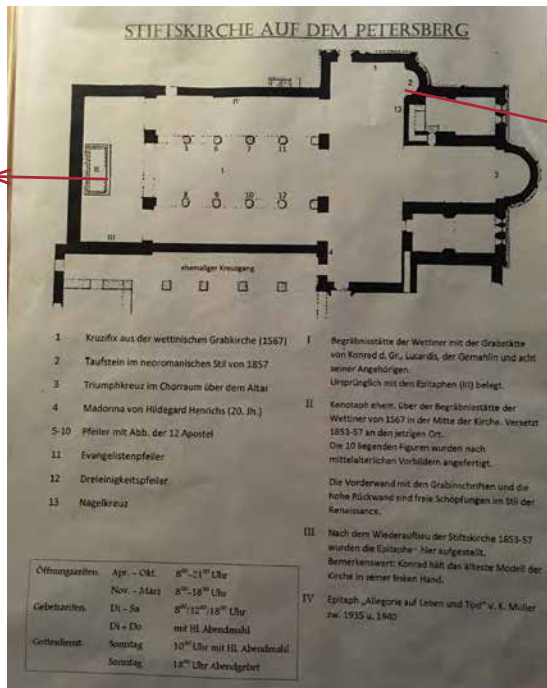 STIFTSKIRCHE AUF DEM PETERSBERG
1
2
IV
13
5 6 7 11
II
I
3
8 9 10 12
III
4
ehemaliger Kreuzgang
1 Kruzifix aus der wettinischen Grabkirche (1567)
2 Taufstein im neoromanischen Stil von 1857
3 Triumphkreuz im Chorraum über dem Altar
4 Madonna von Hildegard Henrichs (20. Jh.)
5-10 Pfeiler mit Abb. der 12 Apostel
11 Evangelistenpfeiler
12 Dreieinigkeitspfeiler
13 Nagelkreuz
I Begräbnisstätte der Wettiner mit der Grabstätte
von Konrad d. Gr., Lucardis, der Gemahlin und acht
seiner Angehörigen.
Ursprünglich mit den Epitaphen (III) belegt.
II Kenotaph ehem. über der Begräbnisstätte der
Wettiner von 1567 in der Mitte der Kirche. Versetzt
1853-57 an den jetzigen Ort.
Die 10 liegenden Figuren wurden nach
mittelalterlichen Vorbildern angefertigt.
Die Vorderwand mit den Grabinschriften und die
hohe Rückwand sind freie Schöpfungen im Stil der
Renaissance.
III Nach dem Wiederaufbau der Stiftskirche 1853-57
wurden die Epitaphe hier aufgestellt.
Bemerkenswert: Konrad hält das älteste Modell der
Kirche in seiner linken Hand.
IV Epitaph „Allegorie auf Leben und Tod" v. K. Müller
zw. 1935 u. 1940
Öffnungszeiten: Apr. – Okt. 8⁰⁰-21⁰⁰ Uhr
Nov. – März 8⁰⁰-18⁰⁰ Uhr
Gebetszeiten: Di – Sa 8⁰⁰/12⁰⁰/18⁰⁰ Uhr
Di + Do mit Hl. Abendmahl
Gottesdienst: Sonntag 10⁰⁰ Uhr mit Hl. Abendmahl
Sonntag 18⁰⁰ Uhr Abendgebet